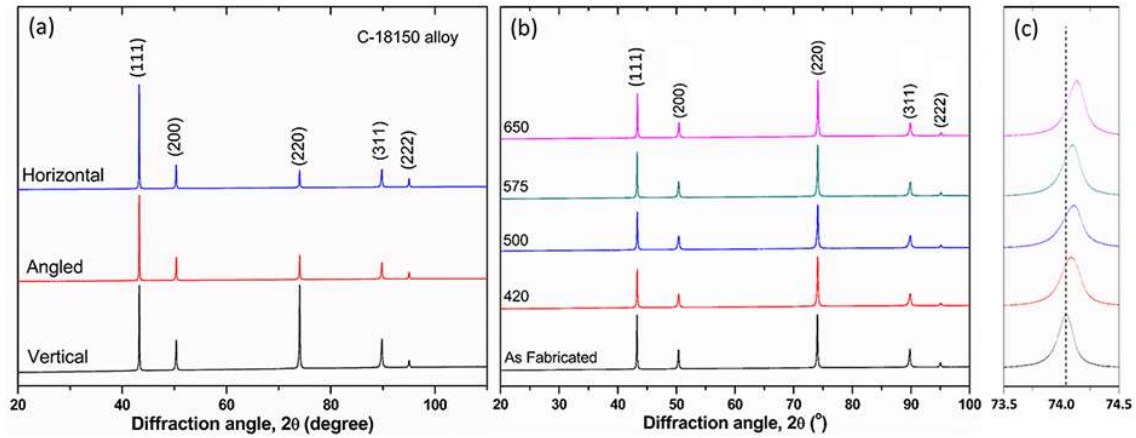 (a)
C-18150 alloy
(111)
(200)
(220)
(311)
(222)
Horizontal
Angled
Vertical
20 40 60 80 100
Diffraction angle, 2θ (degree)
(b)
(111)
(200)
(220)
(311)
(222)
650
575
500
420
As Fabricated
20 30 40 50 60 70 80 90 100
Diffraction angle, 2θ (°)
(c)
73.5 74.0 74.5